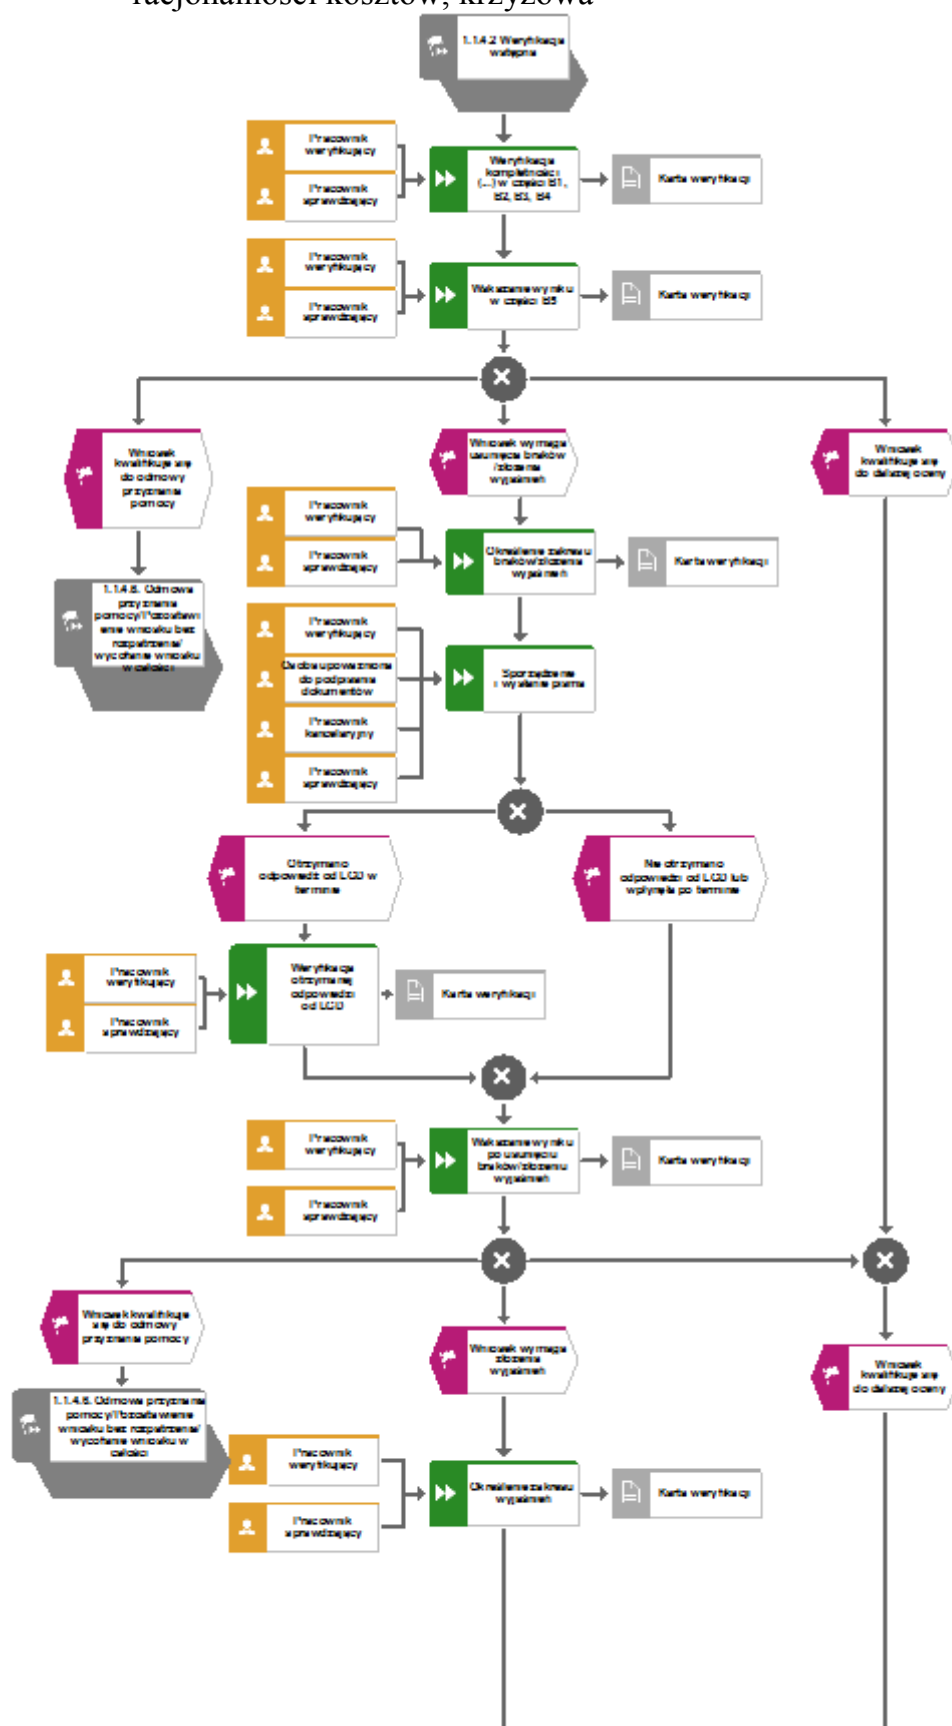 racjonalności kosztów, krzyżowa
1.1.4.2 Weryfikacja
wstępna
Pracownik
weryfikujący
Pracownik
sprawdzający
Weryfikacja
kompletności
(...) w części B1,
B2, B3, B4
Karta weryfikacji
Pracownik
weryfikujący
Pracownik
sprawdzający
Wskazanie wyniku
w części B5
Karta weryfikacji
Wniosek
kwalifikuje się
do odmowy
przyznania
pomocy
Wniosek wymaga
usunięcia braków
/złożenia
wyjaśnień
Wniosek
kwalifikuje się
do dalszej oceny
Pracownik
weryfikujący
Pracownik
sprawdzający
Określenie zakresu
braków/złożenia
wyjaśnień
Karta weryfikacji
1.1.4.6. Odmowa
przyznania
pomocy/Pozostawi
enie wniosku bez
rozpatrzenia/
wycofanie wniosku
w całości
Pracownik
weryfikujący
Osoba upoważniona
do podpisania
dokumentów
Pracownik
kancelaryjny
Pracownik
sprawdzający
Sporządzenie
i wysłanie pisma
Otrzymano
odpowiedź od LGD w
terminie
Nie otrzymano
odpowiedzi od LGD lub
wpłynęła po terminie
Pracownik
weryfikujący
Pracownik
sprawdzający
Weryfikacja
otrzymanej
odpowiedzi
od LGD
Karta weryfikacji
Pracownik
weryfikujący
Pracownik
sprawdzający
Wskazanie wyniku
po usunięciu
braków/złożeniu
wyjaśnień
Karta weryfikacji
Wniosek kwalifikuje
się do odmowy
przyznania pomocy
Wniosek wymaga
złożenia
wyjaśnień
Wniosek
kwalifikuje się
do dalszej oceny
1.1.4.6. Odmowa przyznania
pomocy/Pozostawienie
wniosku bez rozpatrzenia/
wycofanie wniosku w
całości
Pracownik
weryfikujący
Pracownik
sprawdzający
Określenie zakresu
wyjaśnień
Karta weryfikacji